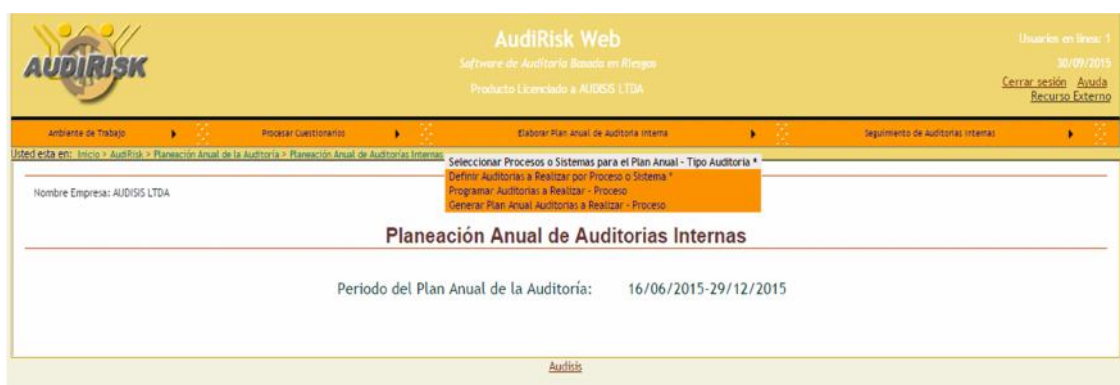 AUDIRISK
AudiRisk Web
Software de Auditoria Basada en Riesgos
Producto Licenciado a AUDISIS LTDA
Usuarios en linea: 1
30/09/2015
Cerrar sesión Ayuda
Recurso Externo
Ambiente de Trabajo
Procesar Cuestionarios
Elaborar Plan Anual de Auditoria Interna
Seguimiento de Auditorias Internas
Usted esta en: Inicio > AudiRisk > Planeación Anual de la Auditoría > Planeación Anual de Auditorias Internas
Seleccionar Procesos o Sistemas para el Plan Anual - Tipo Auditoria *
Definir Auditorias a Realizar por Proceso o Sistema *
Programar Auditorias a Realizar - Proceso
Generar Plan Anual Auditorias a Realizar - Proceso
Nombre Empresa: AUDISIS LTDA
Planeación Anual de Auditorias Internas
Periodo del Plan Anual de la Auditoría: 16/06/2015-29/12/2015
Audisis